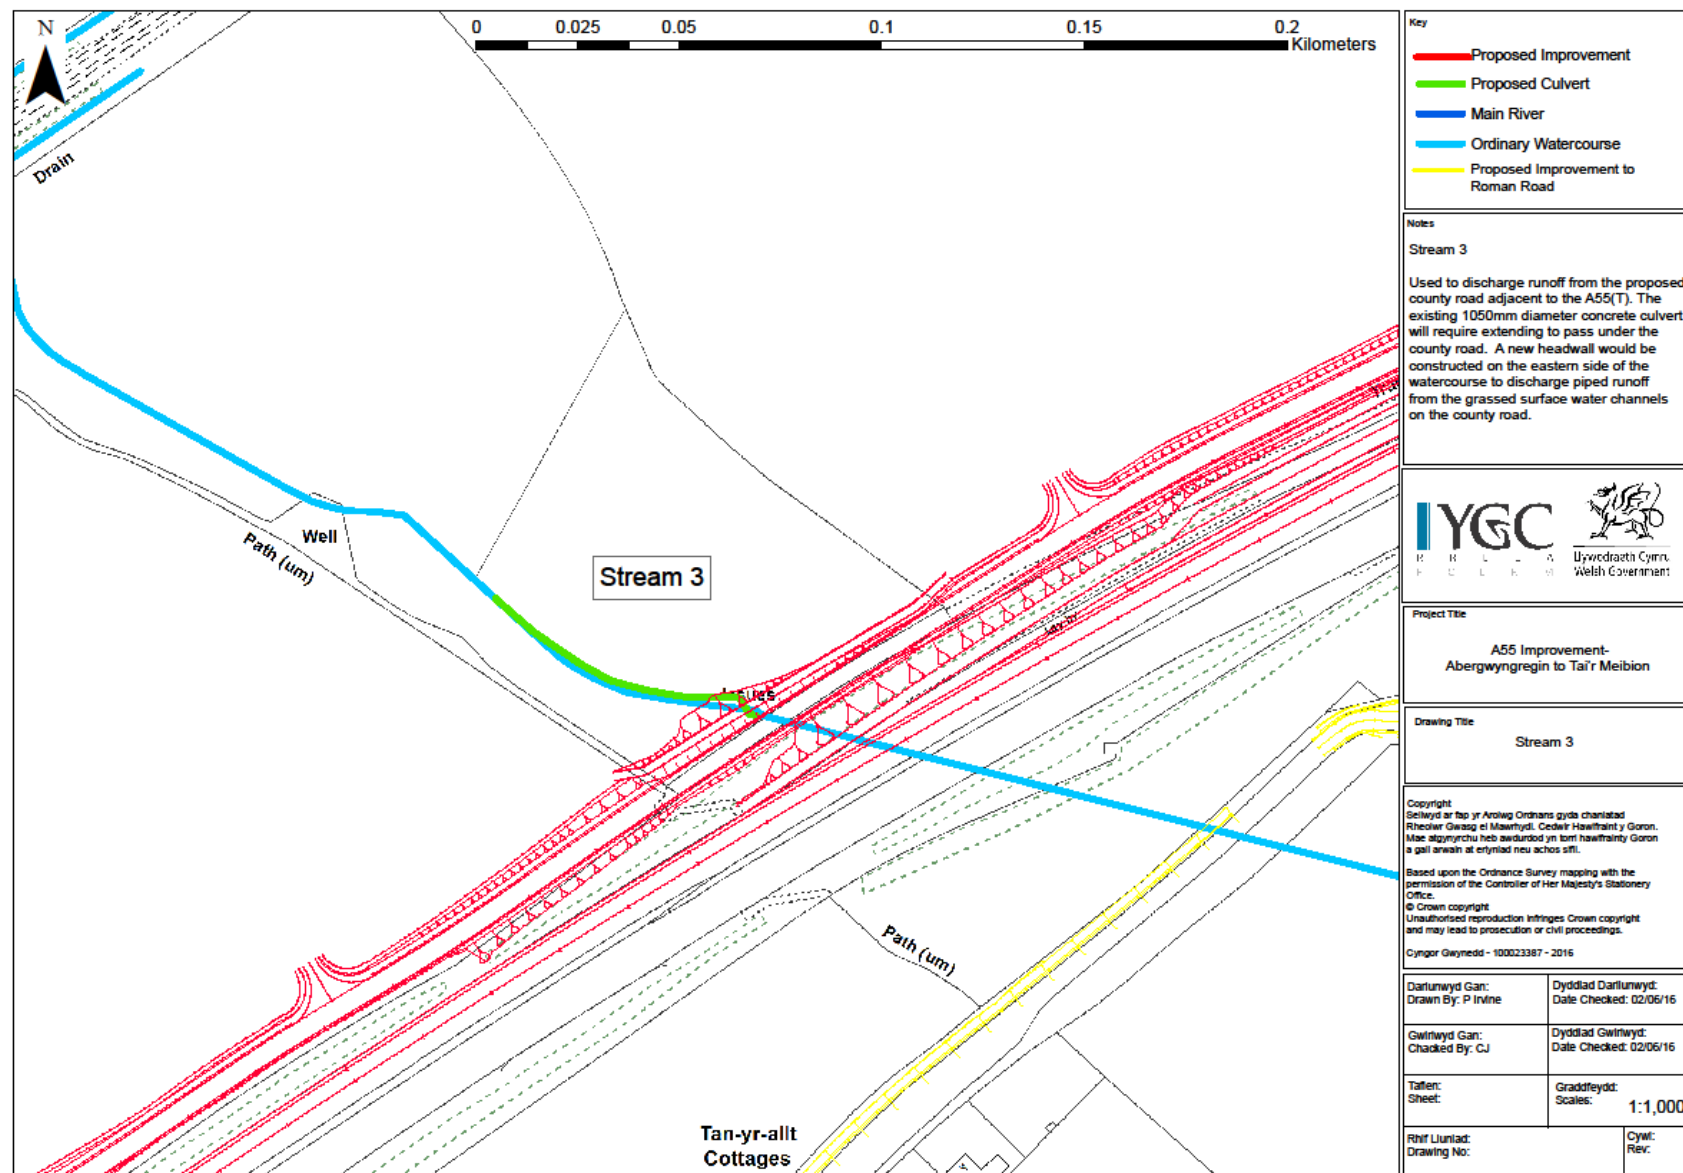 N
0 0.025 0.05 0.1 0.15 0.2
Kilometers
Drain
Well
Path (um)
Stream 3
Issues
Path (um)
Tan-yr-allt
Cottages
Key
Proposed Improvement
Proposed Culvert
Main River
Ordinary Watercourse
Proposed Improvement to
Roman Road
Notes
Stream 3
Used to discharge runoff from the proposed
county road adjacent to the A55(T). The
existing 1050mm diameter concrete culvert
will require extending to pass under the
county road. A new headwall would be
constructed on the eastern side of the
watercourse to discharge piped runoff
from the grassed surface water channels
on the county road.
YGC
Llywodraeth Cymru
Welsh Government
Project Title
A55 Improvement-
Abergwyngregin to Tai'r Meibion
Drawing Title
Stream 3
Copyright
Seiliwyd ar fap yr Arolwg Ordnans gyda chaniatad
Rheolwr Gwasg ei Mawrhydi. Cedwir Hawlfraint y Goron.
Mae atgynyrchu heb awdurdod yn torri hawlfrainty Goron
a gall arwain at erlyniad neu achos sifil.
Based upon the Ordnance Survey mapping with the
permission of the Controller of Her Majesty's Stationery
Office.
© Crown copyright
Unauthorised reproduction infringes Crown copyright
and may lead to prosecution or civil proceedings.
Cyngor Gwynedd - 100023387 - 2016
Darlunwyd Gan:
Drawn By: P Irvine
Dyddiad Darlunwyd:
Date Checked: 02/06/16
Gwiriwyd Gan:
Chacked By: CJ
Dyddiad Gwiriwyd:
Date Checked: 02/06/16
Taflen:
Sheet:
Graddfeydd:
Scales: 1:1,000
Rhif Lluniad:
Drawing No:
Cywl:
Rev: